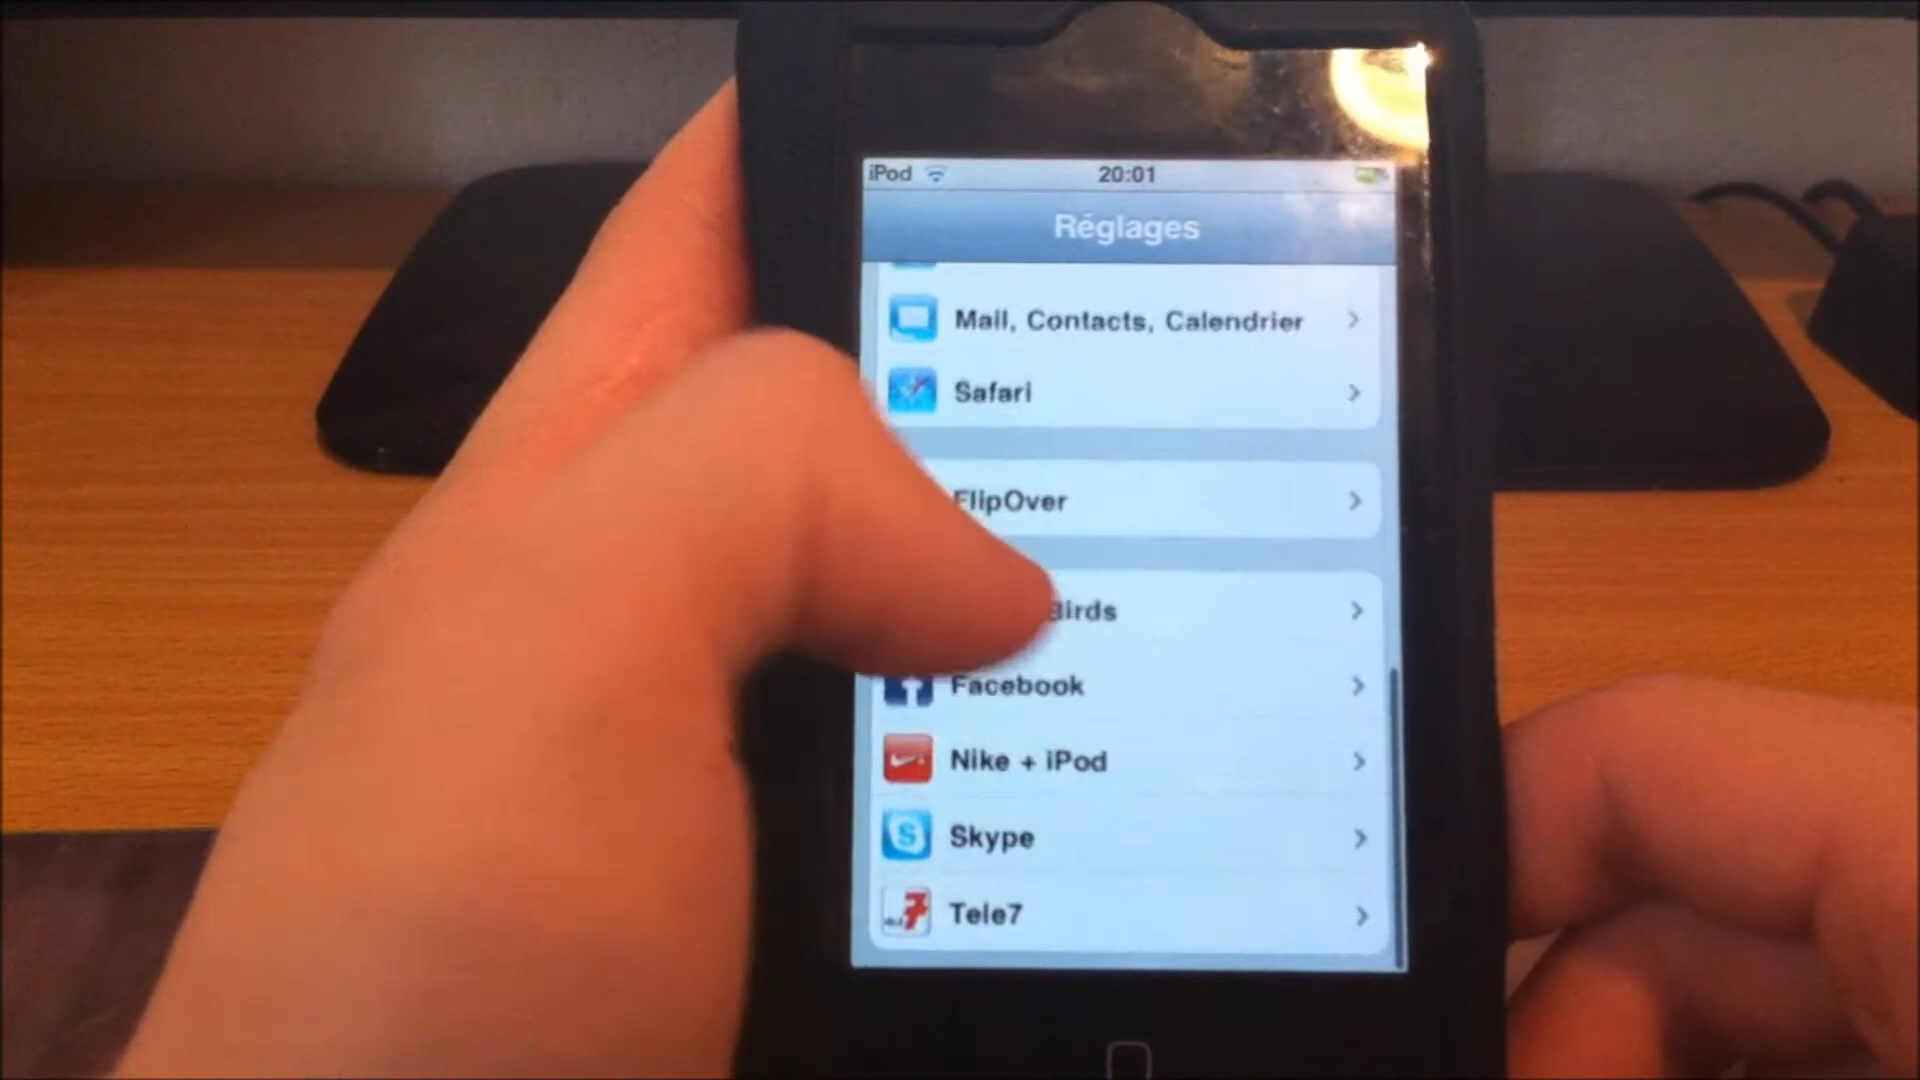 iPod 20:01
Réglages
Mail, Contacts, Calendrier
Safari
FlipOver
Birds
Facebook
Nike + iPod
Skype
Tele7